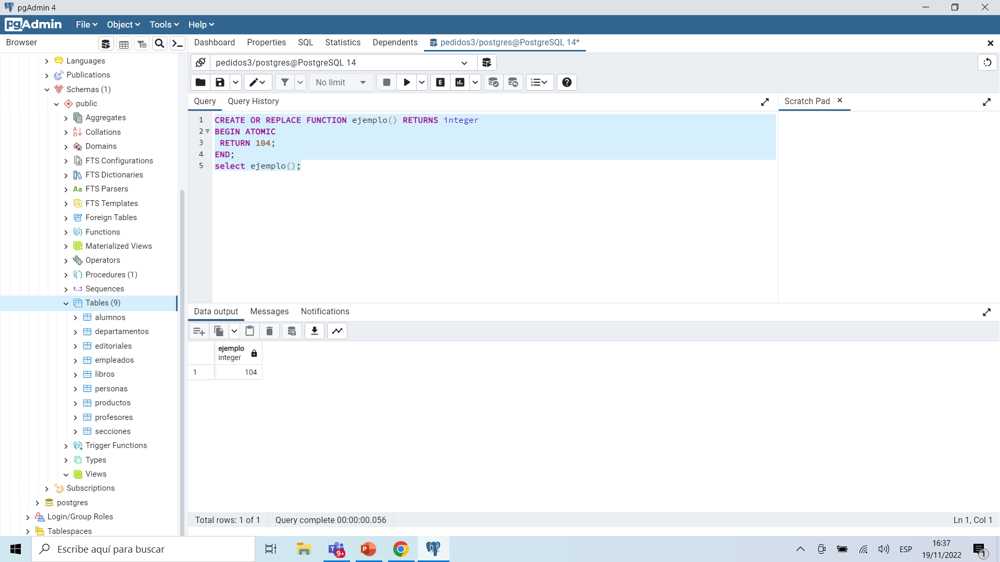 pgAdmin 4
pgAdmin File Object Tools Help
Browser
Dashboard Properties SQL Statistics Dependents pedidos3/postgres@PostgreSQL 14*
Languages
Publications
Schemas (1)
public
Aggregates
Collations
Domains
FTS Configurations
FTS Dictionaries
Aa FTS Parsers
FTS Templates
Foreign Tables
Functions
Materialized Views
Operators
Procedures (1)
1..3 Sequences
Tables (9)
alumnos
departamentos
editoriales
empleados
libros
personas
productos
profesores
secciones
Trigger Functions
Types
Views
Subscriptions
postgres
Login/Group Roles
Tablespaces
pedidos3/postgres@PostgreSQL 14
No limit E
Query Query History
Scratch Pad
1 CREATE OR REPLACE FUNCTION ejemplo() RETURNS integer
2 BEGIN ATOMIC
3 RETURN 104;
4 END;
5 select ejemplo();
Data output Messages Notifications
ejemplo
integer
1 104
Total rows: 1 of 1 Query complete 00:00:00.056 Ln 1, Col 1
Escribe aquí para buscar
T 9+
P
ESP
16:37
19/11/2022
1